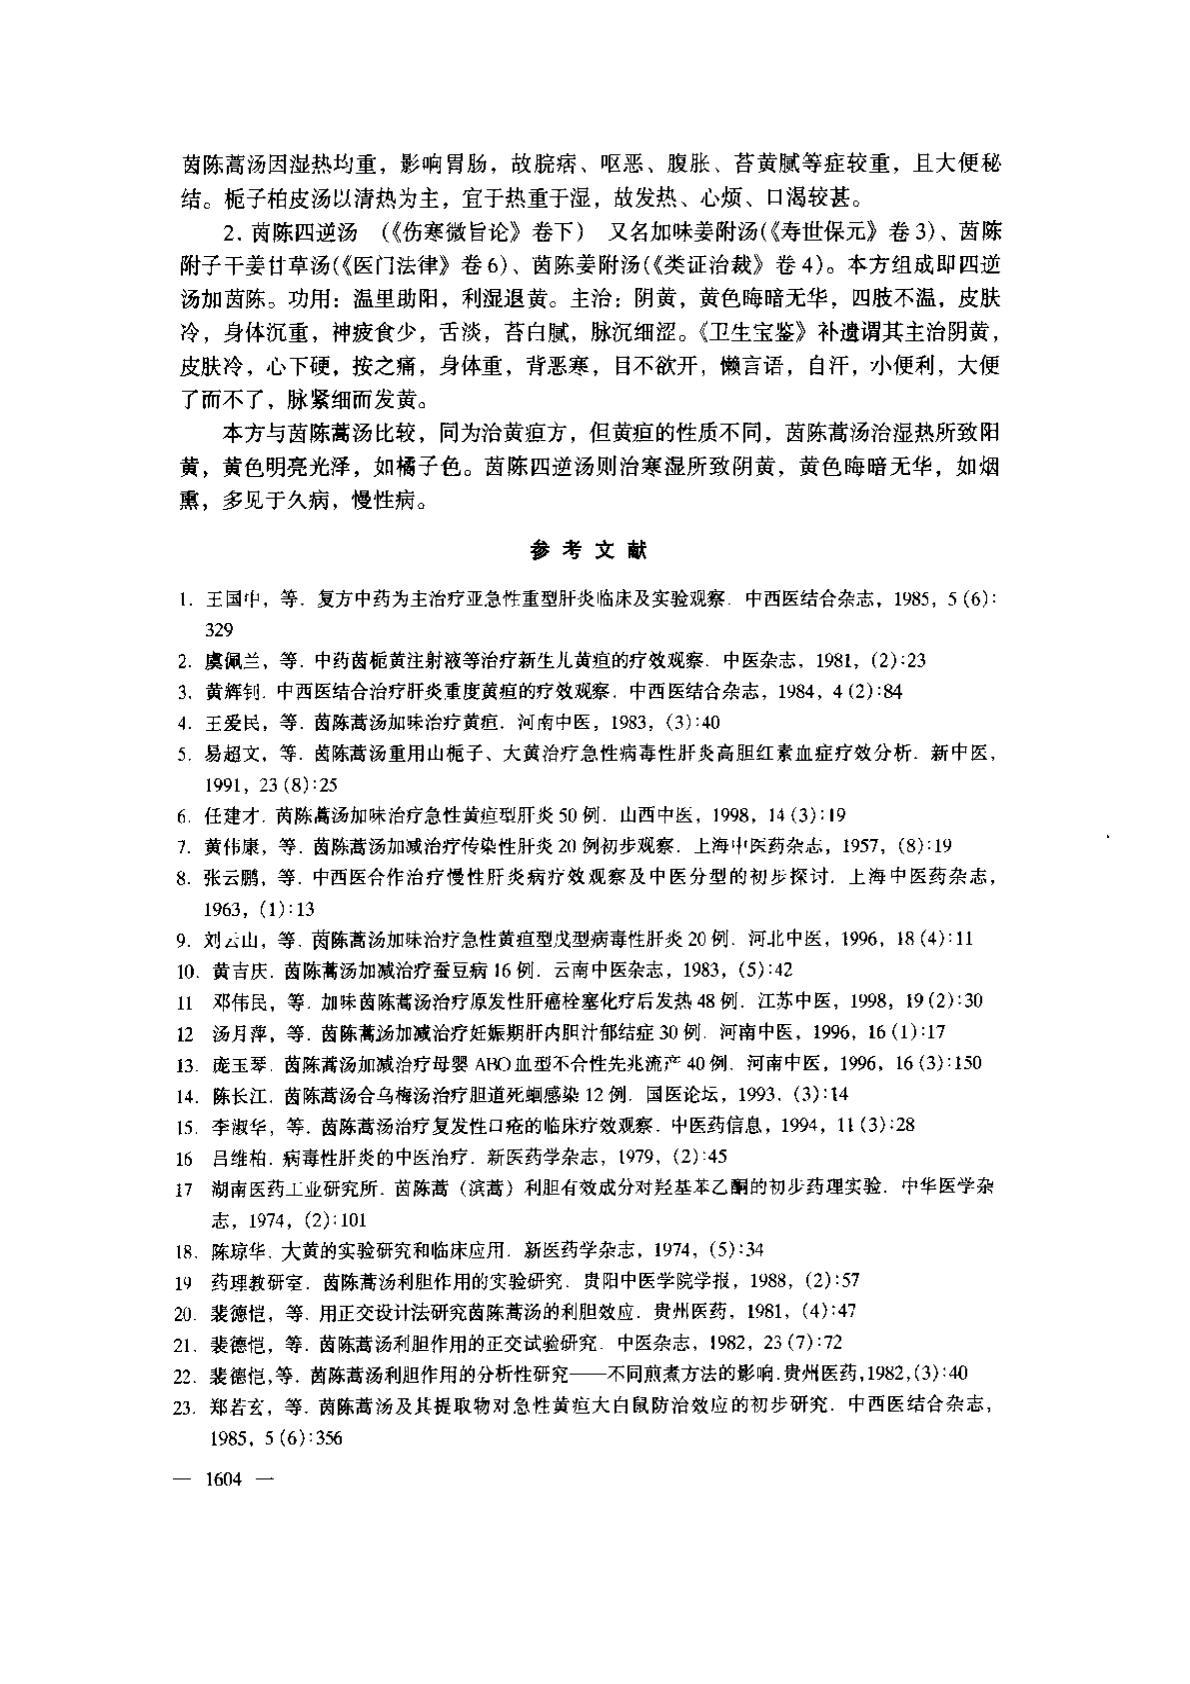 茵陈蒿汤因湿热均重，影响胃肠，故脘痞、呕恶、腹胀、苔黄腻等症较重，且大便秘
结。栀子柏皮汤以清热为主，宜于热重于湿，故发热、心烦、口渴较甚。
2. 茵陈四逆汤 （《伤寒微旨论》卷下） 又名加味姜附汤(《寿世保元》卷 3)、茵陈
附子干姜甘草汤(《医门法律》卷 6)、茵陈姜附汤(《类证治裁》卷 4)。本方组成即四逆
汤加茵陈。功用：温里助阳，利湿退黄。主治：阴黄，黄色晦暗无华，四肢不温，皮肤
冷，身体沉重，神疲食少，舌淡，苔白腻，脉沉细涩。《卫生宝鉴》补遗谓其主治阴黄，
皮肤冷，心下硬，按之痛，身体重，背恶寒，目不欲开，懒言语，自汗，小便利，大便
了而不了，脉紧细而发黄。
本方与茵陈蒿汤比较，同为治黄疸方，但黄疸的性质不同，茵陈蒿汤治湿热所致阳
黄，黄色明亮光泽，如橘子色。茵陈四逆汤则治寒湿所致阴黄，黄色晦暗无华，如烟
熏，多见于久病，慢性病。
参 考 文 献
1. 王国中，等. 复方中药为主治疗亚急性重型肝炎临床及实验观察. 中西医结合杂志，1985，5 (6)：
329
2. 虞佩兰，等. 中药茵栀黄注射液等治疗新生儿黄疸的疗效观察. 中医杂志，1981，(2):23
3. 黄辉钊. 中西医结合治疗肝炎重度黄疸的疗效观察. 中西医结合杂志，1984，4 (2):84
4. 王爱民，等. 茵陈蒿汤加味治疗黄疸. 河南中医，1983，(3):40
5. 易超文，等. 茵陈蒿汤重用山栀子、大黄治疗急性病毒性肝炎高胆红素血症疗效分析. 新中医，
1991，23 (8):25
6. 任建才. 茵陈蒿汤加味治疗急性黄疸型肝炎 50 例. 山西中医，1998，14 (3):19
7. 黄伟康，等. 茵陈蒿汤加减治疗传染性肝炎 20 例初步观察. 上海中医药杂志，1957，(8):19
8. 张云鹏，等. 中西医合作治疗慢性肝炎病疗效观察及中医分型的初步探讨. 上海中医药杂志，
1963，(1):13
9. 刘云山，等. 茵陈蒿汤加味治疗急性黄疸型戊型病毒性肝炎 20 例. 河北中医，1996，18 (4):11
10. 黄吉庆. 茵陈蒿汤加减治疗蚕豆病 16 例. 云南中医杂志，1983，(5):42
11 邓伟民，等. 加味茵陈蒿汤治疗原发性肝癌栓塞化疗后发热 48 例. 江苏中医，1998，19 (2):30
12 汤月萍，等. 茵陈蒿汤加减治疗妊娠期肝内胆汁郁结症 30 例. 河南中医，1996，16 (1):17
13. 庞玉琴. 茵陈蒿汤加减治疗母婴 ABO 血型不合性先兆流产 40 例. 河南中医，1996，16 (3):150
14. 陈长江. 茵陈蒿汤合乌梅汤治疗胆道死蛔感染 12 例. 国医论坛，1993. (3):14
15. 李淑华，等. 茵陈蒿汤治疗复发性口疮的临床疗效观察. 中医药信息，1994，11 (3):28
16 吕维柏. 病毒性肝炎的中医治疗. 新医药学杂志，1979，(2):45
17 湖南医药工业研究所. 茵陈蒿（滨蒿）利胆有效成分对羟基苯乙酮的初步药理实验. 中华医学杂
志，1974，(2):101
18. 陈琼华. 大黄的实验研究和临床应用. 新医药学杂志，1974，(5):34
19 药理教研室. 茵陈蒿汤利胆作用的实验研究. 贵阳中医学院学报，1988，(2):57
20. 裴德恺，等. 用正交设计法研究茵陈蒿汤的利胆效应. 贵州医药，1981，(4):47
21. 裴德恺，等. 茵陈蒿汤利胆作用的正交试验研究. 中医杂志，1982，23 (7):72
22. 裴德恺,等. 茵陈蒿汤利胆作用的分析性研究——不同煎煮方法的影响.贵州医药,1982,(3):40
23. 郑若玄，等. 茵陈蒿汤及其提取物对急性黄疸大白鼠防治效应的初步研究. 中西医结合杂志，
1985，5 (6):356
— 1604 —